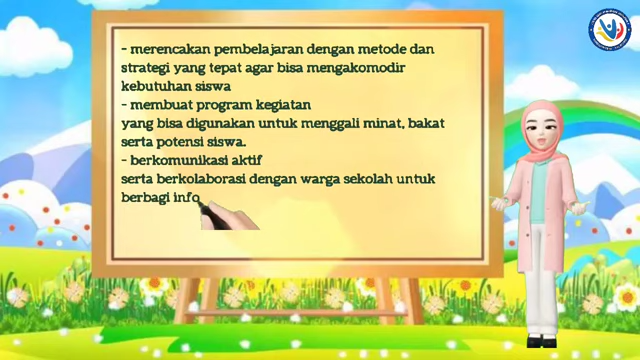 - merencakan pembelajaran dengan metode dan
strategi yang tepat agar bisa mengakomodir
kebutuhan siswa
- membuat program kegiatan
yang bisa digunakan untuk menggali minat, bakat
serta potensi siswa.
- berkomunikasi aktif
serta berkolaborasi dengan warga sekolah untuk
berbagi info